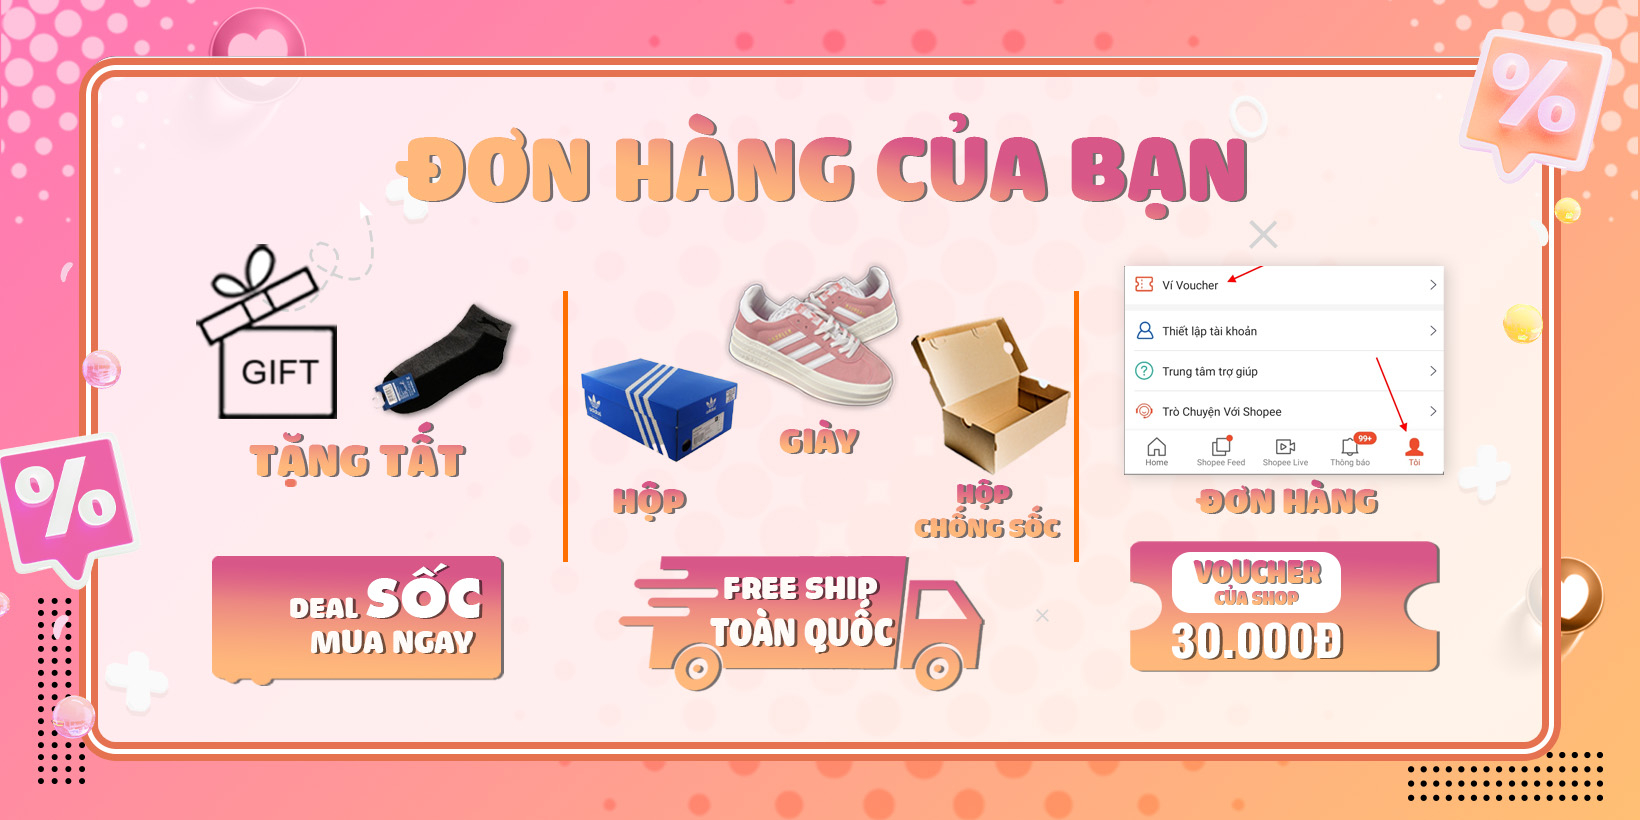 ĐƠN HÀNG CỦA BẠN
GIFT
TẶNG TẤT
adidas
adidas
HỘP
GIÀY
HỘP
CHỐNG SỐC
Ví Voucher
Thiết lập tài khoản
Trung tâm trợ giúp
Trò Chuyện Với Shopee
99+
Home
Shopee Feed
Shopee Live
Thông báo
Tôi
ĐƠN HÀNG
DEAL SỐC
MUA NGAY
FREE SHIP
TOÀN QUỐC
VOUCHER
CỦA SHOP
30.000Đ
%
%